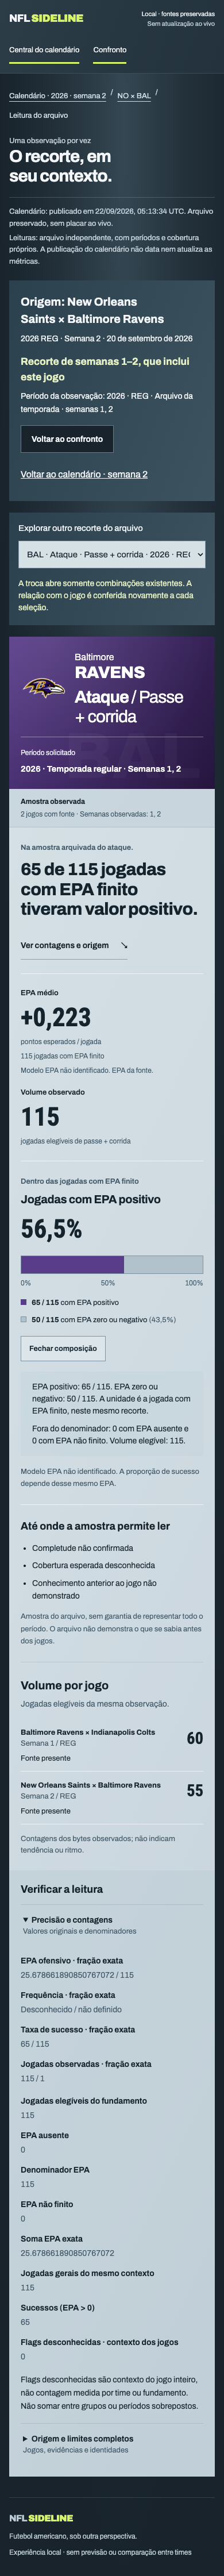 NFL SIDELINE
Local · fontes preservadas
Sem atualização ao vivo
Central do calendário
Confronto
Calendário · 2026 · semana 2 / NO × BAL /
Leitura do arquivo
Uma observação por vez
O recorte, em
seu contexto.
Calendário: publicado em 22/09/2026, 05:13:34 UTC. Arquivo
preservado, sem placar ao vivo.
Leituras: arquivo independente, com períodos e cobertura
próprios. A publicação do calendário não data nem atualiza as
métricas.
Origem: New Orleans
Saints × Baltimore Ravens
2026 REG · Semana 2 · 20 de setembro de 2026
Recorte de semanas 1–2, que inclui
este jogo
Período da observação: 2026 · REG · Arquivo da
temporada · semanas 1, 2
Voltar ao confronto
Voltar ao calendário · semana 2
Explorar outro recorte do arquivo
BAL · Ataque · Passe + corrida · 2026 · REG
A troca abre somente combinações existentes. A
relação com o jogo é conferida novamente a cada
seleção.
Baltimore
RAVENS
Ataque / Passe
+ corrida
BAL
Período solicitado
2026 · Temporada regular · Semanas 1, 2
Amostra observada
2 jogos com fonte · Semanas observadas: 1, 2
Na amostra arquivada do ataque.
65 de 115 jogadas
com EPA finito
tiveram valor positivo.
Ver contagens e origem ↘
EPA médio
+0,223
pontos esperados / jogada
115 jogadas com EPA finito
Modelo EPA não identificado. EPA da fonte.
Volume observado
115
jogadas elegíveis de passe + corrida
Dentro das jogadas com EPA finito
Jogadas com EPA positivo
56,5%
0% 50% 100%
65 / 115 com EPA positivo
50 / 115 com EPA zero ou negativo (43,5%)
Fechar composição
EPA positivo: 65 / 115. EPA zero ou
negativo: 50 / 115. A unidade é a jogada com
EPA finito, neste mesmo recorte.
Fora do denominador: 0 com EPA ausente e
0 com EPA não finito. Volume elegível: 115.
Modelo EPA não identificado. A proporção de sucesso
depende desse mesmo EPA.
Até onde a amostra permite ler
• Completude não confirmada
• Cobertura esperada desconhecida
• Conhecimento anterior ao jogo não
demonstrado
Amostra do arquivo, sem garantia de representar todo o
período. O arquivo não demonstra o que se sabia antes
dos jogos.
Volume por jogo
Jogadas elegíveis da mesma observação.
Baltimore Ravens × Indianapolis Colts
Semana 1 / REG
60
Fonte presente
New Orleans Saints × Baltimore Ravens
Semana 2 / REG
55
Fonte presente
Contagens dos bytes observados; não indicam
tendência ou ritmo.
Verificar a leitura
▼ Precisão e contagens
Valores originais e denominadores
EPA ofensivo · fração exata
25.678661890850767072 / 115
Frequência · fração exata
Desconhecido / não definido
Taxa de sucesso · fração exata
65 / 115
Jogadas observadas · fração exata
115 / 1
Jogadas elegíveis do fundamento
115
EPA ausente
0
Denominador EPA
115
EPA não finito
0
Soma EPA exata
25.678661890850767072
Jogadas gerais do mesmo contexto
115
Sucessos (EPA > 0)
65
Flags desconhecidas · contexto dos jogos
0
Flags desconhecidas são contexto do jogo inteiro,
não contagem medida por time ou fundamento.
Não somar entre grupos ou períodos sobrepostos.
▶ Origem e limites completos
Jogos, evidências e identidades
NFL SIDELINE
Futebol americano, sob outra perspectiva.
Experiência local · sem previsão ou comparação entre times